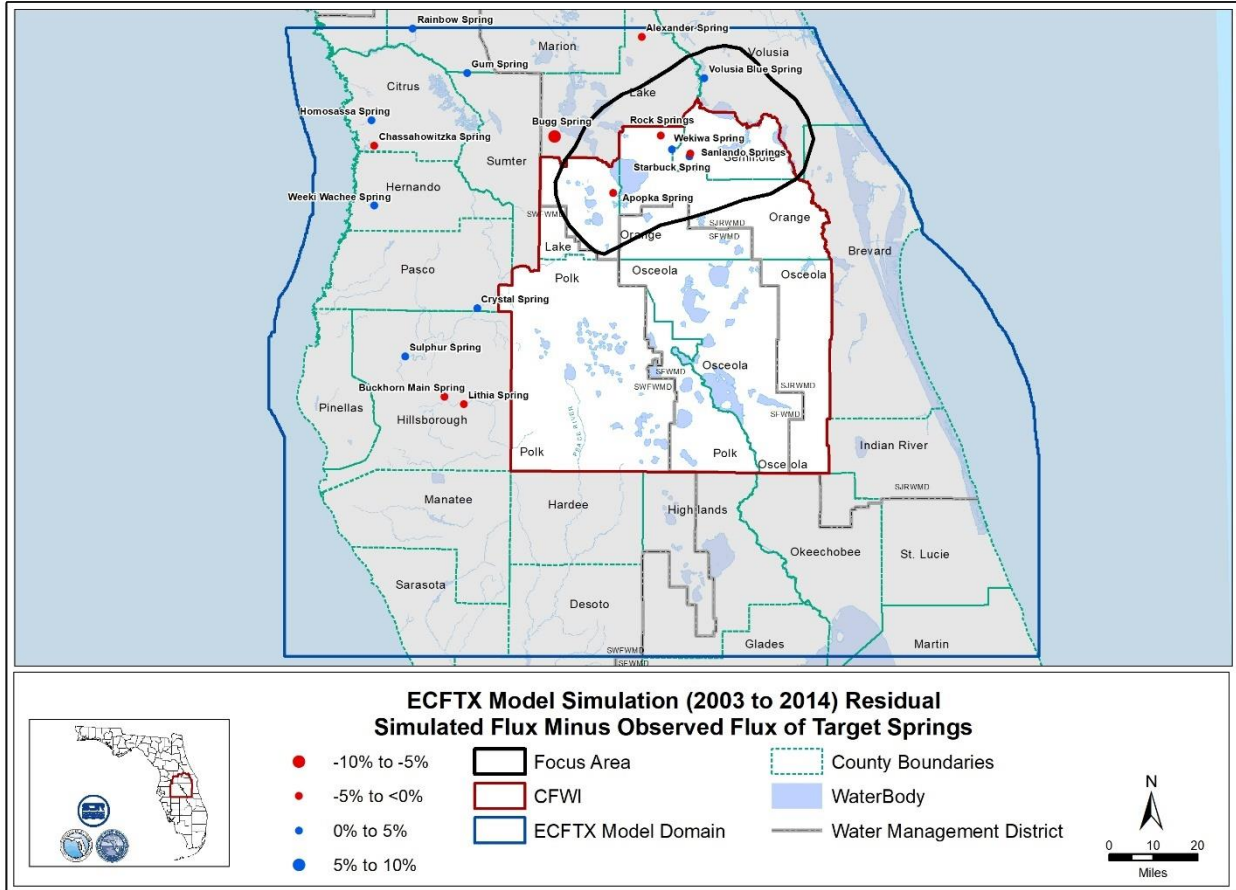 Rainbow Spring
Alexander Spring
Marion
Volusia
Gum Spring
Volusia Blue Spring
Citrus
Lake
Homosassa Spring
Bugg Spring
Rock Springs
Chassahowitzka Spring
Wekiwa Spring
Sanlando Springs
Sumter
Seminole
Starbuck Spring
Hernando
Weeki Wachee Spring
Apopka Spring
SWFWMD
Orange
SJRWMD
Orange
SFWMD
Lake
Brevard
Pasco
Polk
Osceola
Osceola
Crystal Spring
Sulphur Spring
Osceola
SFWMD
SJRWMD
SWFWMD
Buckhorn Main Spring
Lithia Spring
Pinellas
Hillsborough
SFWMD
PEACE RIVER
Indian River
Polk
Polk
Osceola
SJRWMD
Manatee
Hardee
Highlands
Okeechobee
St. Lucie
Sarasota
Desoto
Glades
Martin
SWFWMD
SFWMD
ECFTX Model Simulation (2003 to 2014) Residual
Simulated Flux Minus Observed Flux of Target Springs
-10% to -5%
Focus Area
County Boundaries
-5% to <0%
CFWI
WaterBody
0% to 5%
ECFTX Model Domain
Water Management District
5% to 10%
N
0 10 20
Miles